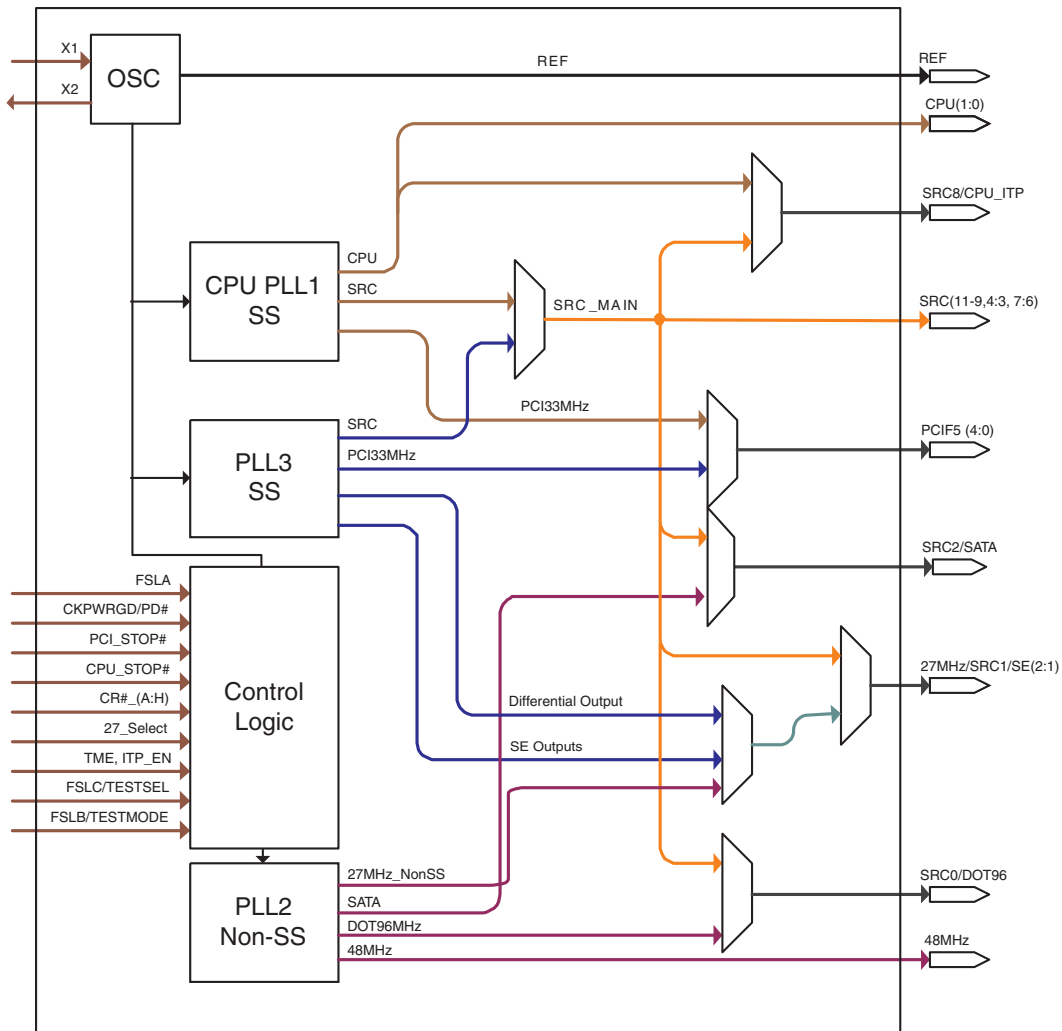 X1
X2
OSC
REF
REF
CPU(1:0)
SRC8/CPU_ITP
CPU PLL1
SS
CPU
SRC
SRC_MAIN
SRC(11-9,4:3, 7:6)
PCI33MHz
PLL3
SS
SRC
PCI33MHz
PCIF5 (4:0)
SRC2/SATA
FSLA
CKPWRGD/PD#
PCI_STOP#
CPU_STOP#
CR#_(A:H)
27_Select
TME, ITP_EN
FSLC/TESTSEL
FSLB/TESTMODE
Control
Logic
Differential Output
SE Outputs
27MHz/SRC1/SE(2:1)
PLL2
Non-SS
27MHz_NonSS
SATA
DOT96MHz
48MHz
SRC0/DOT96
48MHz